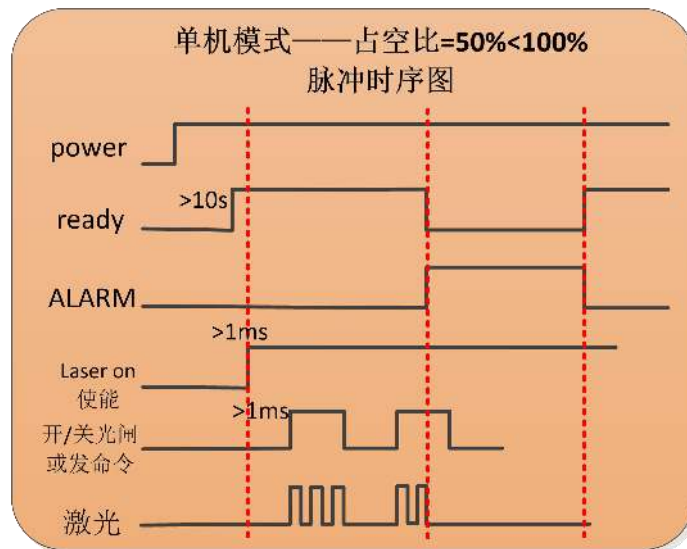 单机模式——占空比=50%<100%
脉冲时序图
power
>10s
ready
ALARM
>1ms
Laser on
使能
>1ms
开/关光闸
或发命令
激光